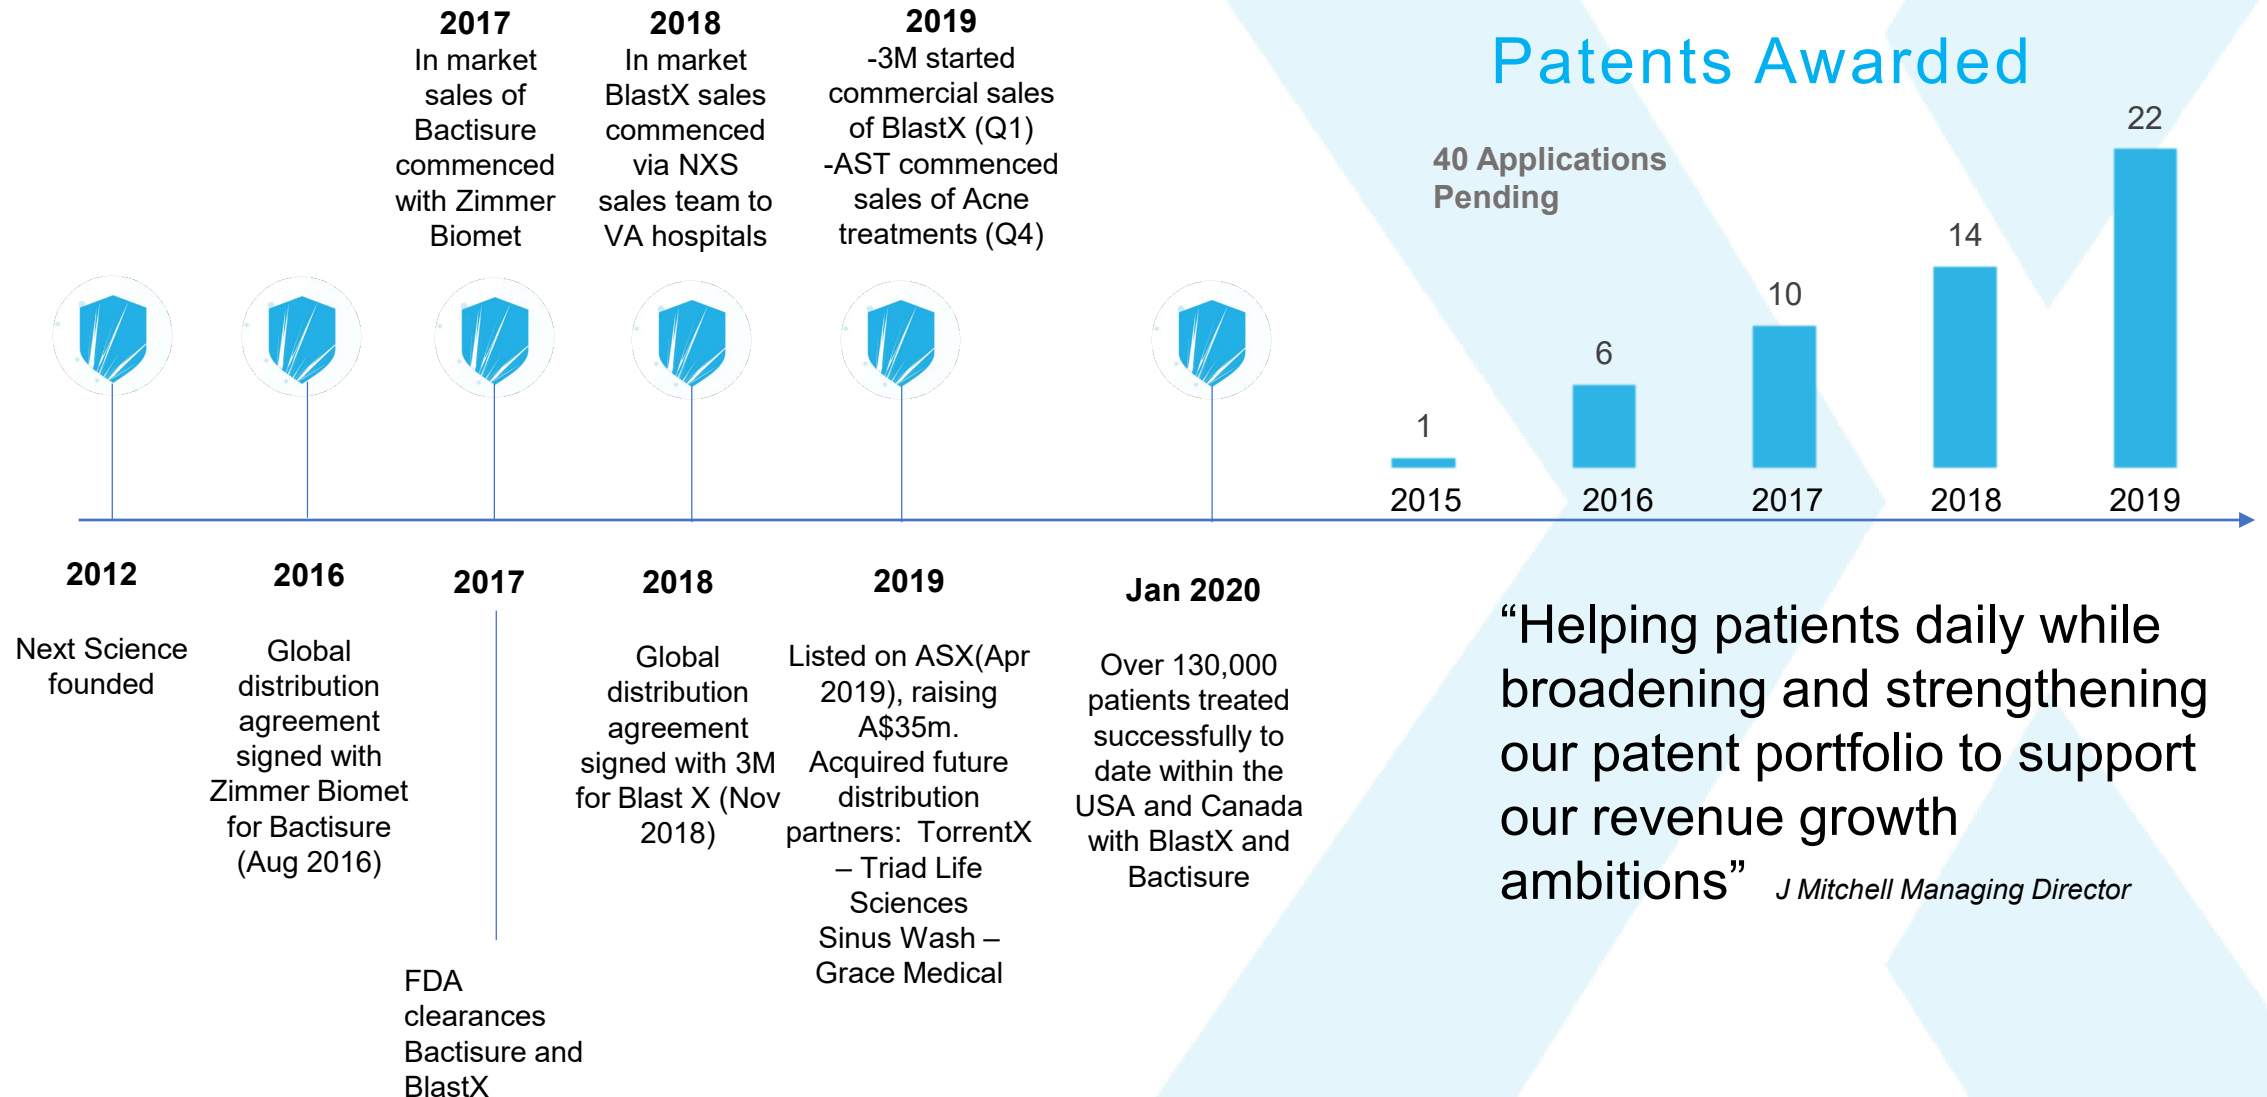 2017
In market
sales of
Bactisure
commenced
with Zimmer
Biomet
2018
In market
BlastX sales
commenced
via NXS
sales team to
VA hospitals
2019
-3M started
commercial sales
of BlastX (Q1)
-AST commenced
sales of Acne
treatments (Q4)
2012
Next Science
founded
2016
Global
distribution
agreement
signed with
Zimmer Biomet
for Bactisure
(Aug 2016)
2017
FDA
clearances
Bactisure and
BlastX
2018
Global
distribution
agreement
signed with 3M
for Blast X (Nov
2018)
2019
Listed on ASX(Apr
2019), raising
A$35m.
Acquired future
distribution
partners:  TorrentX
– Triad Life
Sciences
Sinus Wash –
Grace Medical
Jan 2020
Over 130,000
patients treated
successfully to
date within the
USA and Canada
with BlastX and
Bactisure
Patents Awarded
40 Applications
Pending
1
6
10
14
22
2015
2016
2017
2018
2019
“Helping patients daily while
broadening and strengthening
our patent portfolio to support
our revenue growth
ambitions” J Mitchell Managing Director